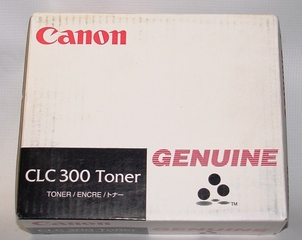 Canon
GENUINE
CLC 300 Toner
TONER / ENCRE / トナー
TM